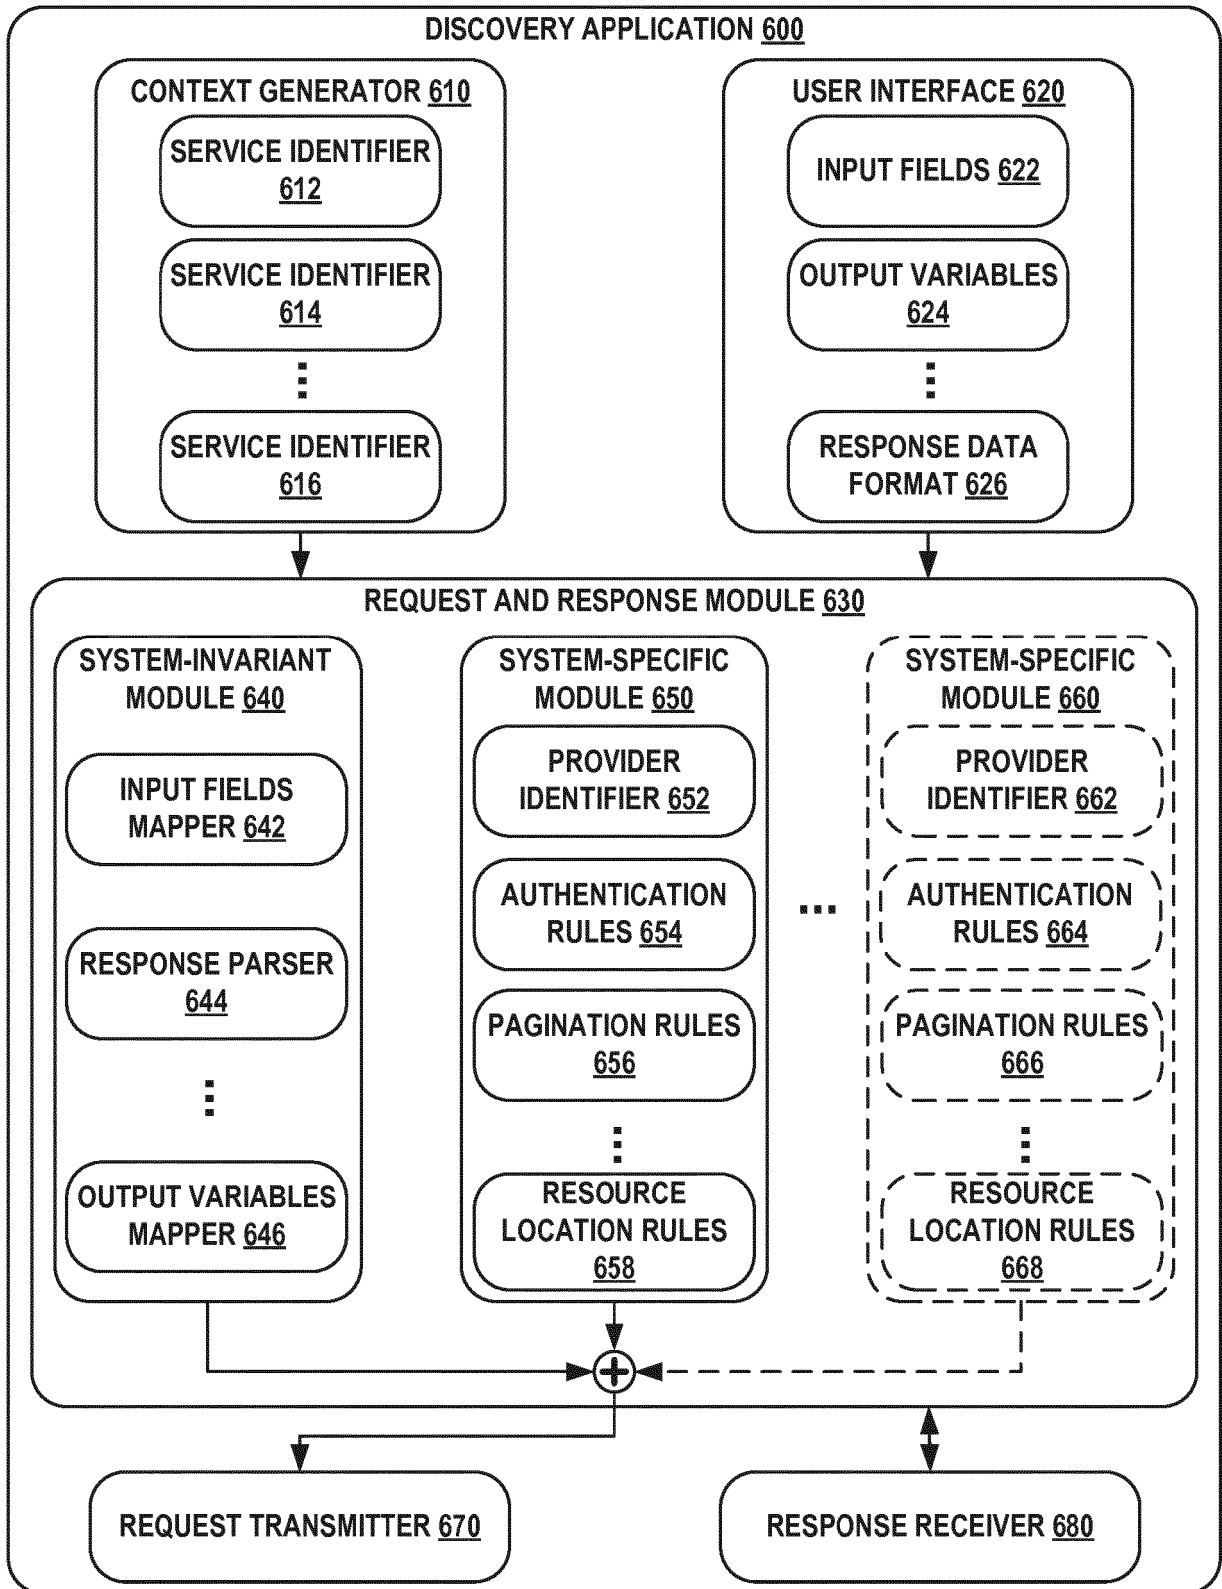 DISCOVERY APPLICATION 600
CONTEXT GENERATOR 610
SERVICE IDENTIFIER
612
SERVICE IDENTIFIER
614
SERVICE IDENTIFIER
616
USER INTERFACE 620
INPUT FIELDS 622
OUTPUT VARIABLES
624
RESPONSE DATA
FORMAT 626
REQUEST AND RESPONSE MODULE 630
SYSTEM-INVARIANT
MODULE 640
INPUT FIELDS
MAPPER 642
RESPONSE PARSER
644
OUTPUT VARIABLES
MAPPER 646
SYSTEM-SPECIFIC
MODULE 650
PROVIDER
IDENTIFIER 652
AUTHENTICATION
RULES 654
PAGINATION RULES
656
RESOURCE
LOCATION RULES
658
SYSTEM-SPECIFIC
MODULE 660
PROVIDER
IDENTIFIER 662
AUTHENTICATION
RULES 664
PAGINATION RULES
666
RESOURCE
LOCATION RULES
668
REQUEST TRANSMITTER 670
RESPONSE RECEIVER 680